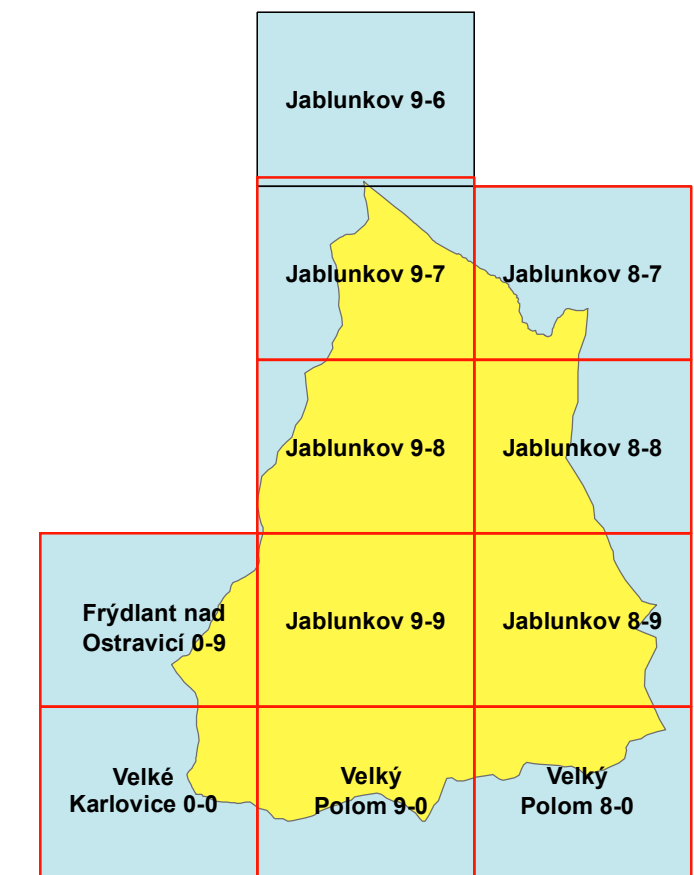 Jablunkov 9-6
Jablunkov 9-7
Jablunkov 8-7
Jablunkov 9-8
Jablunkov 8-8
Frýdlant nad
Ostravicí 0-9
Jablunkov 9-9
Jablunkov 8-9
Velké
Karlovice 0-0
Velký
Polom 9-0
Velký
Polom 8-0